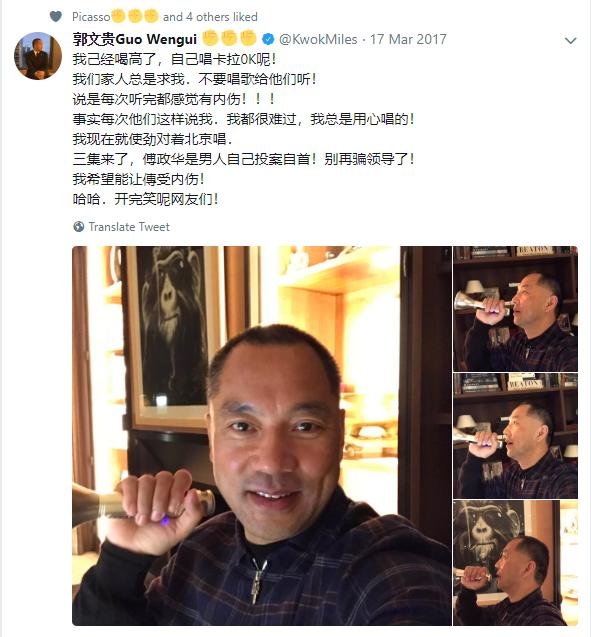 Picasso✊✊✊ and 4 others liked
郭文贵Guo Wengui ✊✊✊ @KwokMiles · 17 Mar 2017
我己经喝高了，自己唱卡拉OK呢！
我们家人总是求我．不要唱歌给他们听！
说是每次听完都感觉有内伤！！！
事实每次他们这样说我．我都很难过，我总是用心唱的！
我现在就使劲对着北京唱．
三集来了，傅政华是男人自己投案自首！别再骗领导了！
我希望能让傅受内伤！
哈哈．开完笑呢网友们！
Translate Tweet
BEATON
BEATON